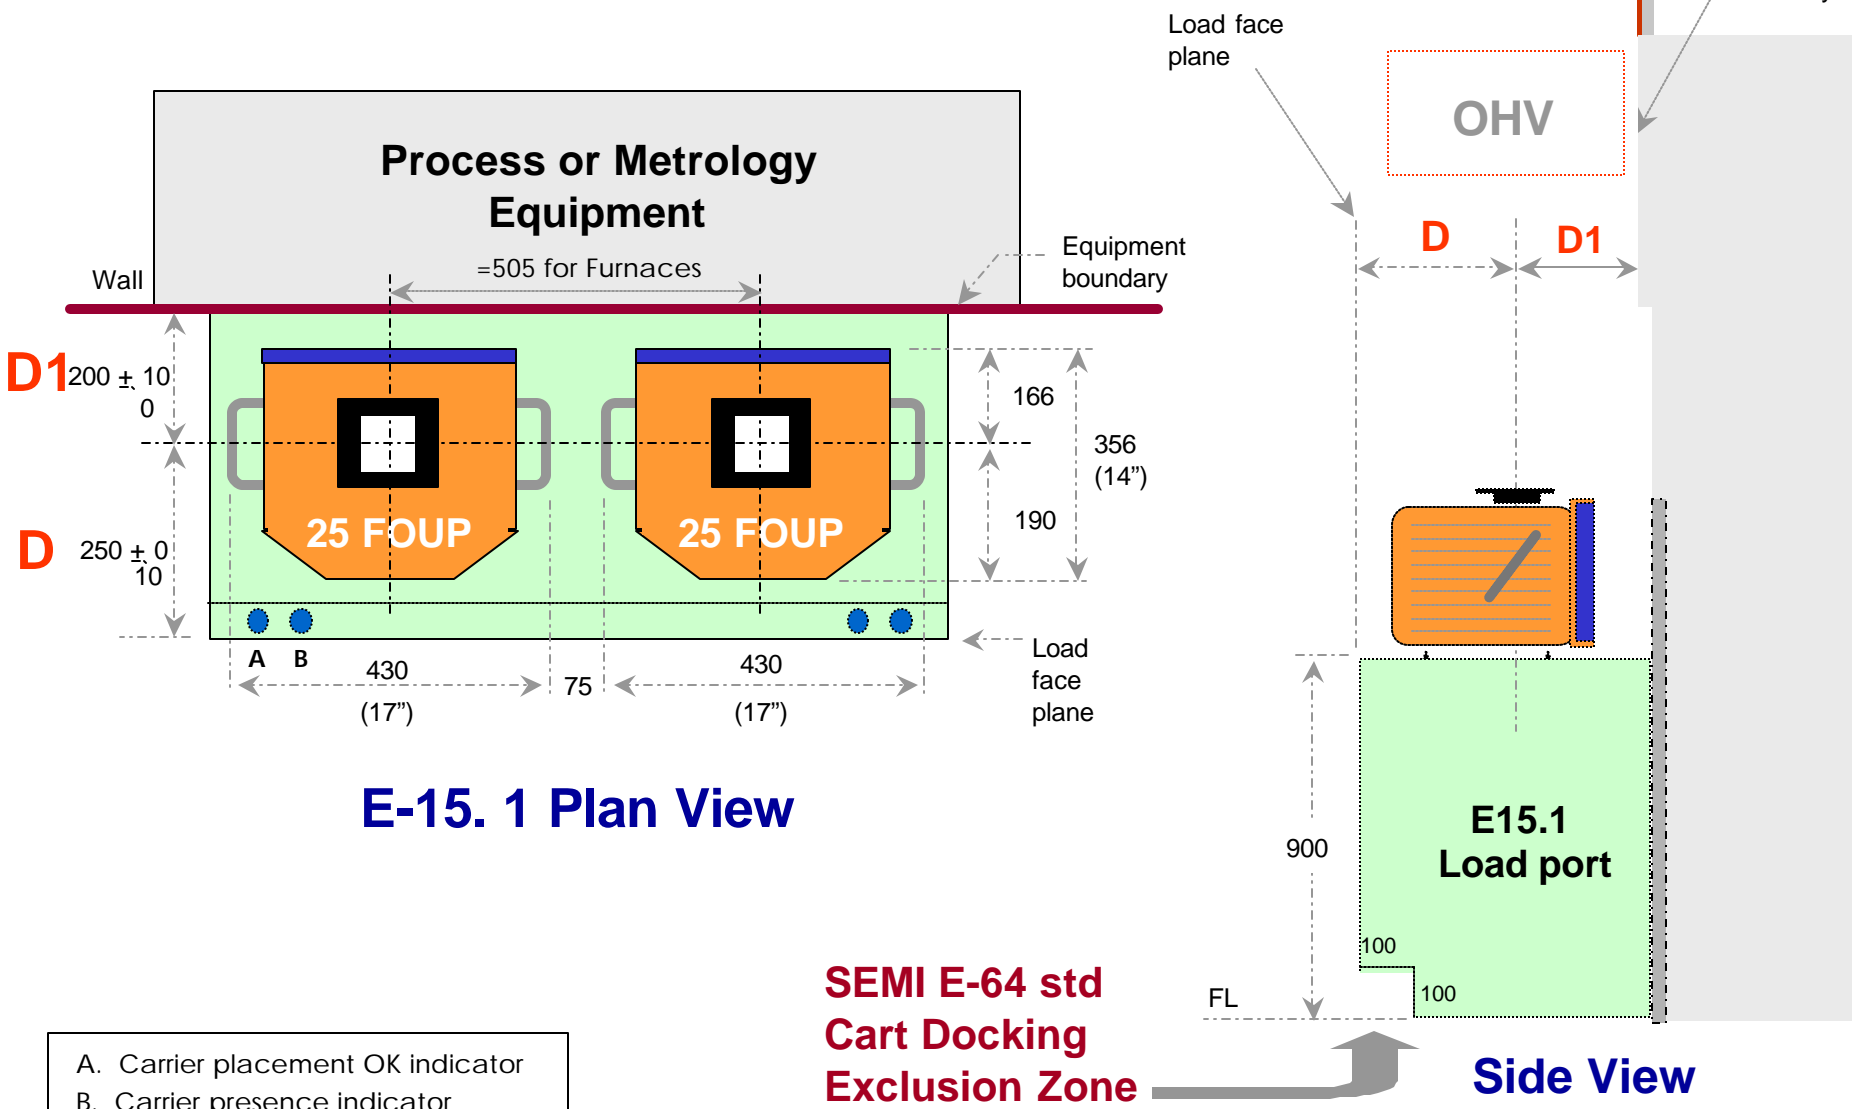 Load face
plane
OHV
Process or Metrology
Equipment
=505 for Furnaces
Wall
Equipment
boundary
D
D1
D1
200 ± 10
0
166
356
(14”)
190
D
250 ± 0
10
25 FOUP
25 FOUP
A
B
430
(17”)
75
430
(17”)
Load
face
plane
E-15. 1 Plan View
900
E15.1
Load port
100
100
FL
SEMI E-64 std
Cart Docking
Exclusion Zone
Side View
A. Carrier placement OK indicator
B. Carrier presence indicator